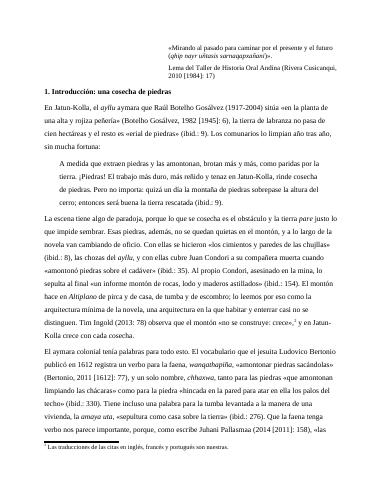 «Mirando al pasado para caminar por el presente y el futuro
(qhip nayr uñtasis sarnaqapxañani)».
Lema del Taller de Historia Oral Andina (Rivera Cusicanqui,
2010 [1984]: 17)
1. Introducción: una cosecha de piedras
En Jatun-Kolla, el ayllu aymara que Raúl Botelho Gosálvez (1917-2004) sitúa «en la planta de
una alta y rojiza peñería» (Botelho Gosálvez, 1982 [1945]: 6), la tierra de labranza no pasa de
cien hectáreas y el resto es «erial de piedras» (ibid.: 9). Los comunarios lo limpian año tras año,
sin mucha fortuna:
A medida que extraen piedras y las amontonan, brotan más y más, como paridas por la
tierra. ¡Piedras! El trabajo más duro, más reñido y tenaz en Jatun-Kolla, rinde cosecha
de piedras. Pero no importa: quizá un día la montaña de piedras sobrepase la altura del
cerro; entonces será buena la tierra rescatada (ibid.: 9).
La escena tiene algo de paradoja, porque lo que se cosecha es el obstáculo y la tierra pare justo lo
que impide sembrar. Esas piedras, además, no se quedan quietas en el montón, y a lo largo de la
novela van cambiando de oficio. Con ellas se hicieron «los cimientos y paredes de las chujllas»
(ibid.: 8), las chozas del ayllu, y con ellas cubre Juan Condori a su compañera muerta cuando
«amontonó piedras sobre el cadáver» (ibid.: 35). Al propio Condori, asesinado en la mina, lo
sepulta al final «un informe montón de rocas, lodo y maderos astillados» (ibid.: 154). El montón
hace en Altiplano de pirca y de casa, de tumba y de escombro; lo leemos por eso como la
arquitectura mínima de la novela, una arquitectura en la que habitar y enterrar casi no se
distinguen. Tim Ingold (2013: 78) observa que el montón «no se construye: crece»,¹ y en Jatun-
Kolla crece con cada cosecha.
El aymara colonial tenía palabras para todo esto. El vocabulario que el jesuita Ludovico Bertonio
publicó en 1612 registra un verbo para la faena, wanqathapiña, «amontonar piedras sacándolas»
(Bertonio, 2011 [1612]: 77), y un solo nombre, chhaxwa, tanto para las piedras «que amontonan
limpiando las chácaras» como para la piedra «hincada en la pared para atar en ella los palos del
techo» (ibid.: 330). Tiene incluso una palabra para la tumba levantada a la manera de una
vivienda, la amaya uta, «sepultura como casa sobre la tierra» (ibid.: 276). Que la faena tenga
verbo nos parece importante, porque, como escribe Juhani Pallasmaa (2014 [2011]: 158), «las
¹ Las traducciones de las citas en inglés, francés y portugués son nuestras.